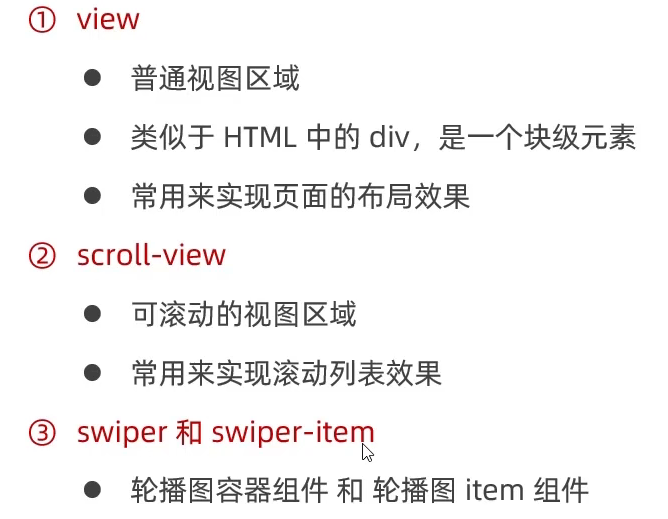 ① view
● 普通视图区域
● 类似于 HTML 中的 div，是一个块级元素
● 常用来实现页面的布局效果
② scroll-view
● 可滚动的视图区域
● 常用来实现滚动列表效果
③ swiper 和 swiper-item
● 轮播图容器组件 和 轮播图 item 组件